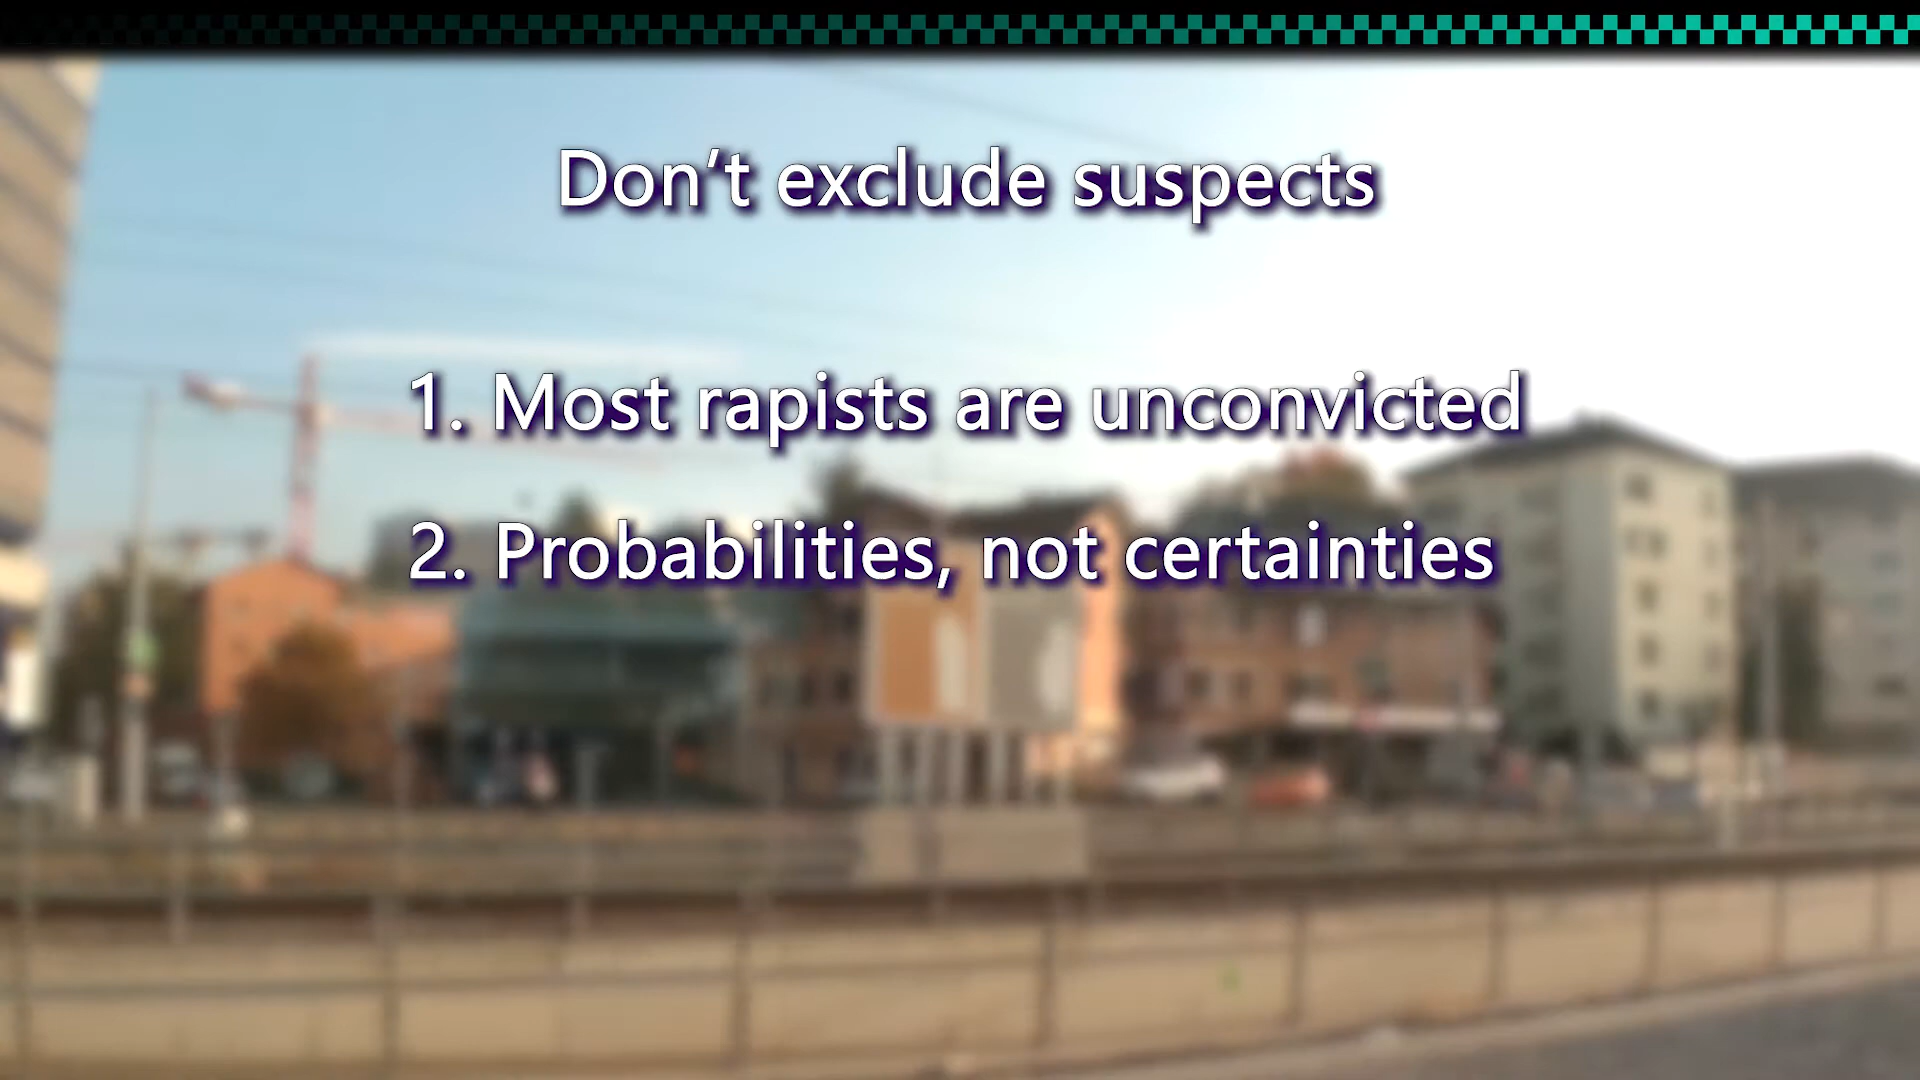 Don’t exclude suspects
1. Most rapists are unconvicted
2. Probabilities, not certainties